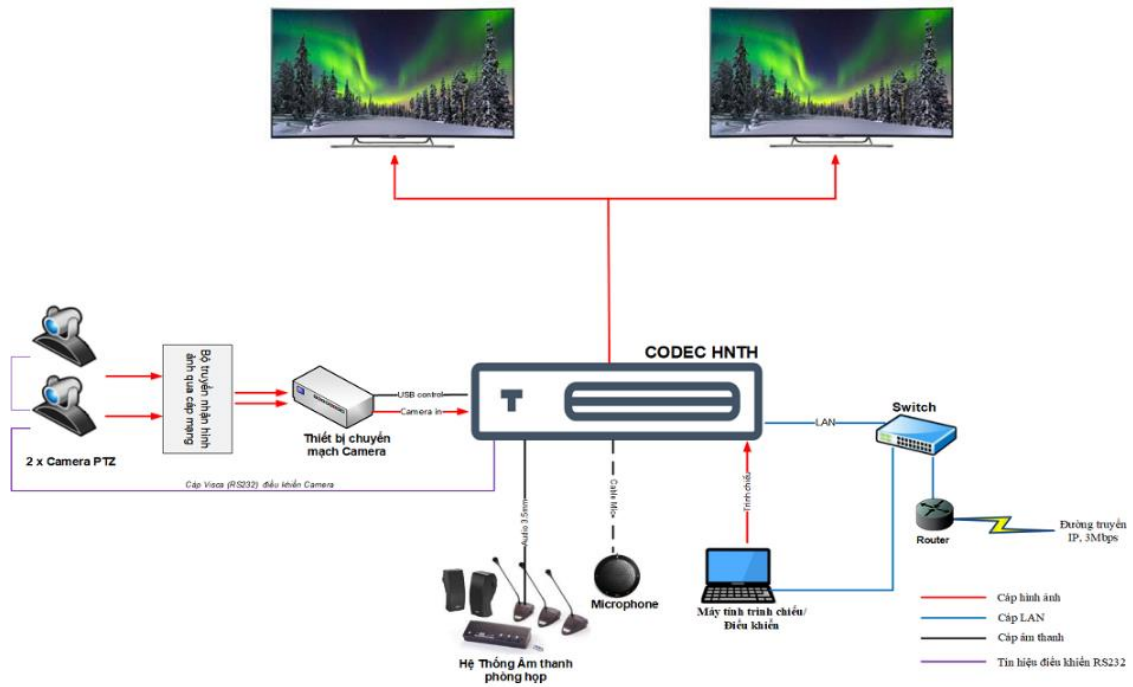 CODEC HNTH
Bộ truyền nhận hình
ảnh qua cáp mạng
USB control
Camera in
Thiết bị chuyển
mạch Camera
2 x Camera PTZ
Cáp Visca (RS232) điều khiển Camera
LAN
Switch
Router
Đường truyền
IP, 3Mbps
Audio 3.5mm
Cable Mic
Trình chiếu
Microphone
Máy tính trình chiếu/
Điều khiển
Hệ Thống Âm thanh
phòng họp
Cáp hình ảnh
Cáp LAN
Cáp âm thanh
Tín hiệu điều khiển RS232